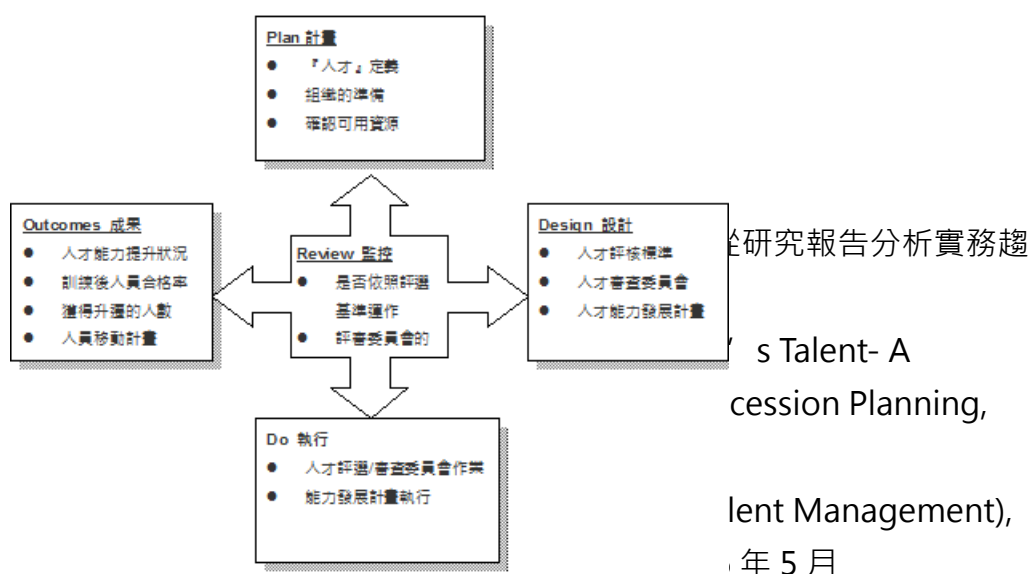 Plan 計畫
● 『人才』定義
● 組織的準備
● 確認可用資源
Outcomes 成果
● 人才能力提升狀況
● 訓練後人員合格率
● 獲得升遷的人數
● 人員移動計畫
Review 監控
● 是否依照評選
基準運作
● 評審委員會的
Design 設計
● 人才評核標準
● 人才審查委員會
● 人才能力發展計畫
Do 執行
● 人才評選/審查委員會作業
● 能力發展計畫執行
從研究報告分析實務趨
’s Talent- A
cession Planning,
lent Management),
年 5 月